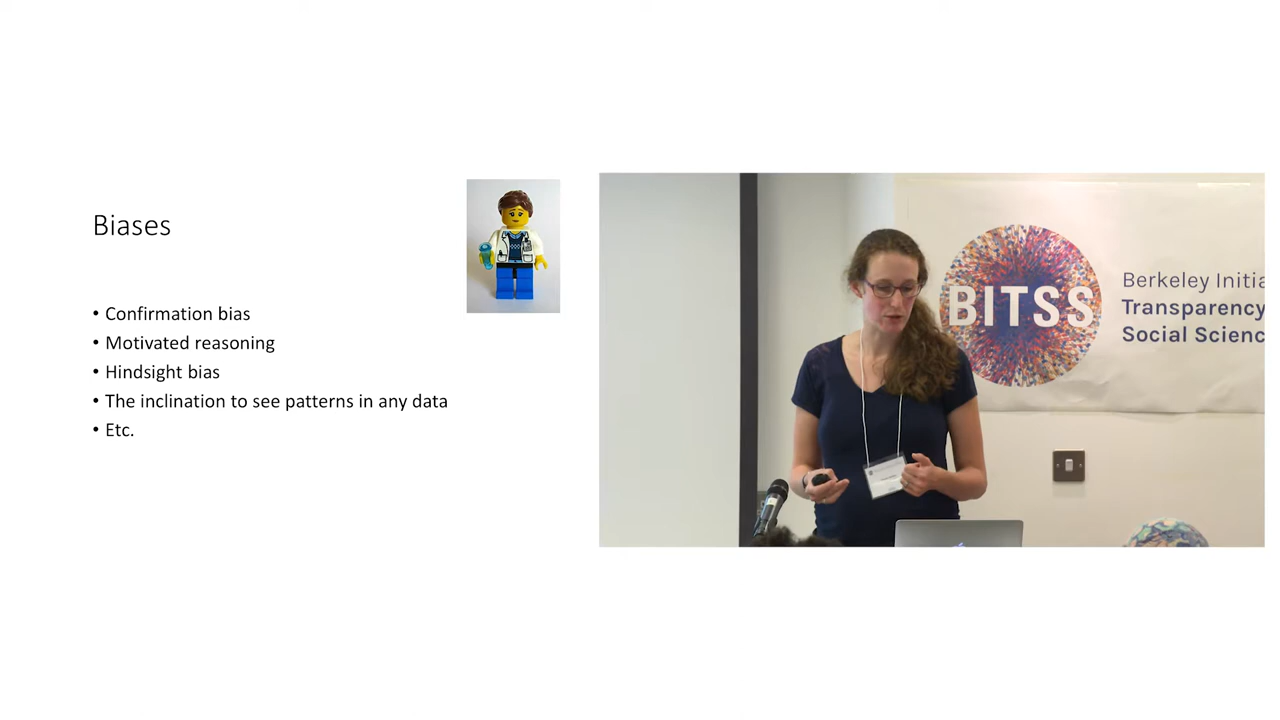 Biases
• Confirmation bias
• Motivated reasoning
• Hindsight bias
• The inclination to see patterns in any data
• Etc.
BITSS
Berkeley Initia
Transparency
Social Scienc